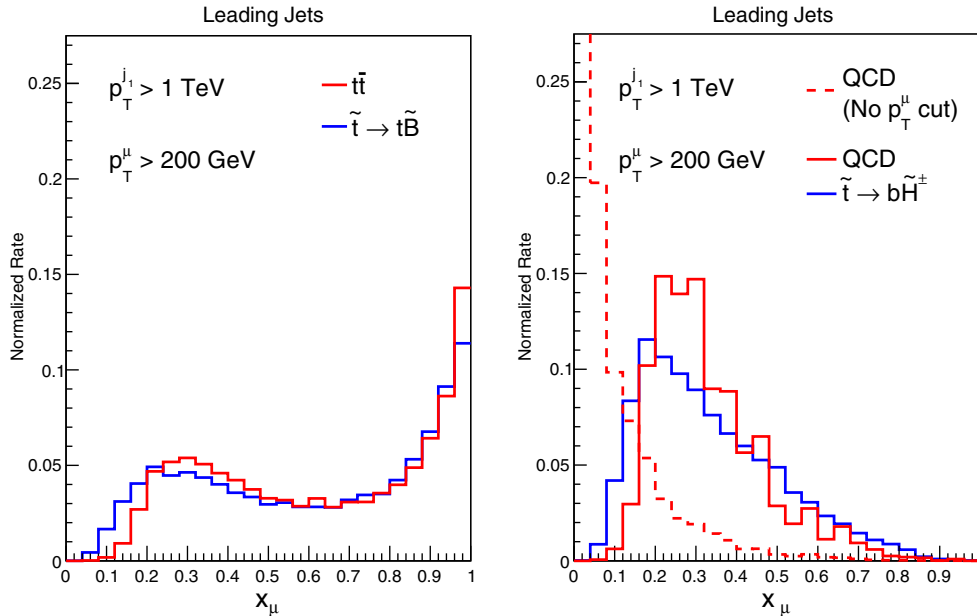 Leading Jets
p_T^{j_1} > 1 TeV
p_T^μ > 200 GeV
tt̄
t̃ → tB̃
Normalized Rate
0.25
0.2
0.15
0.1
0.05
0
0 0.1 0.2 0.3 0.4 0.5 0.6 0.7 0.8 0.9 1
x_μ
Leading Jets
p_T^{j_1} > 1 TeV
p_T^μ > 200 GeV
QCD
(No p_T^μ cut)
QCD
t̃ → bH̃^±
Normalized Rate
0.25
0.2
0.15
0.1
0.05
0
0 0.1 0.2 0.3 0.4 0.5 0.6 0.7 0.8 0.9
x_μ